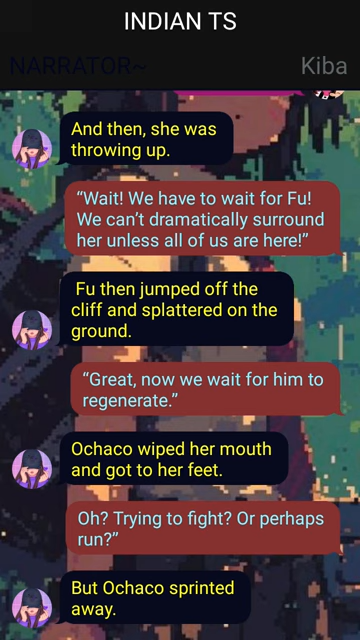 INDIAN TS
NARRATOR~
Kiba
And then, she was
throwing up.
“Wait! We have to wait for Fu!
We can’t dramatically surround
her unless all of us are here!”
Fu then jumped off the
cliff and splattered on the
ground.
“Great, now we wait for him to
regenerate.”
Ochaco wiped her mouth
and got to her feet.
Oh? Trying to fight? Or perhaps
run?”
But Ochaco sprinted
away.